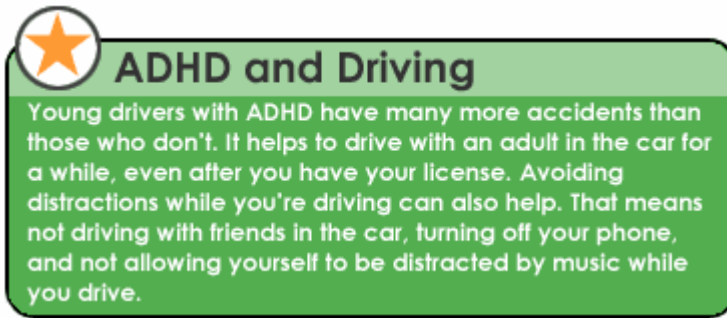 ADHD and Driving
Young drivers with ADHD have many more accidents than
those who don't. It helps to drive with an adult in the car for
a while, even after you have your license. Avoiding
distractions while you're driving can also help. That means
not driving with friends in the car, turning off your phone,
and not allowing yourself to be distracted by music while
you drive.